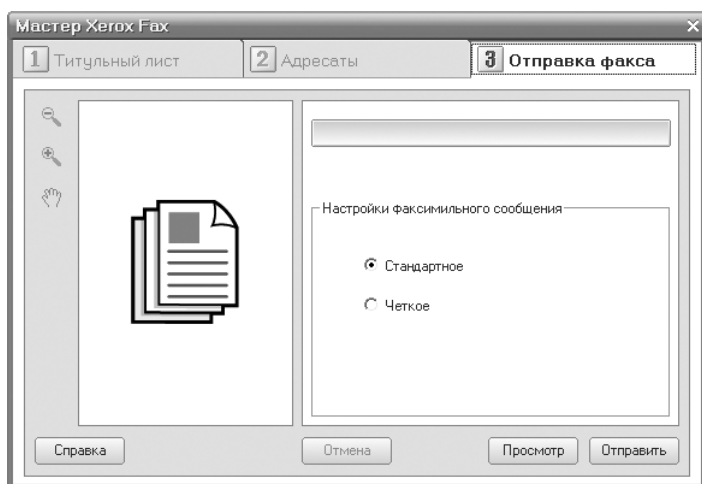 Мастер Xerox Fax
1 Титульный лист 2 Адресаты 3 Отправка факса
Настройки факсимильного сообщения
Стандартное
Четкое
Справка Отмена Просмотр Отправить